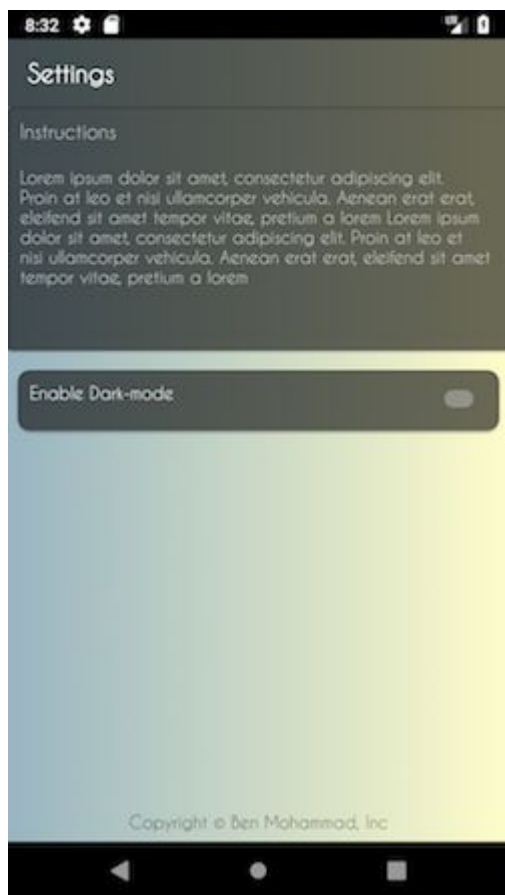 8:32
Settings
Instructions
Lorem ipsum dolor sit amet, consectetur adipiscing elit.
Proin at leo et nisi ullamcorper vehicula. Aenean erat erat,
eleifend sit amet tempor vitae, pretium a lorem Lorem ipsum
dolor sit amet, consectetur adipiscing elit. Proin at leo et
nisi ullamcorper vehicula. Aenean erat erat, eleifend sit amet
tempor vitae, pretium a lorem
Enable Dark-mode
Copyright © Ben Mohammad, Inc